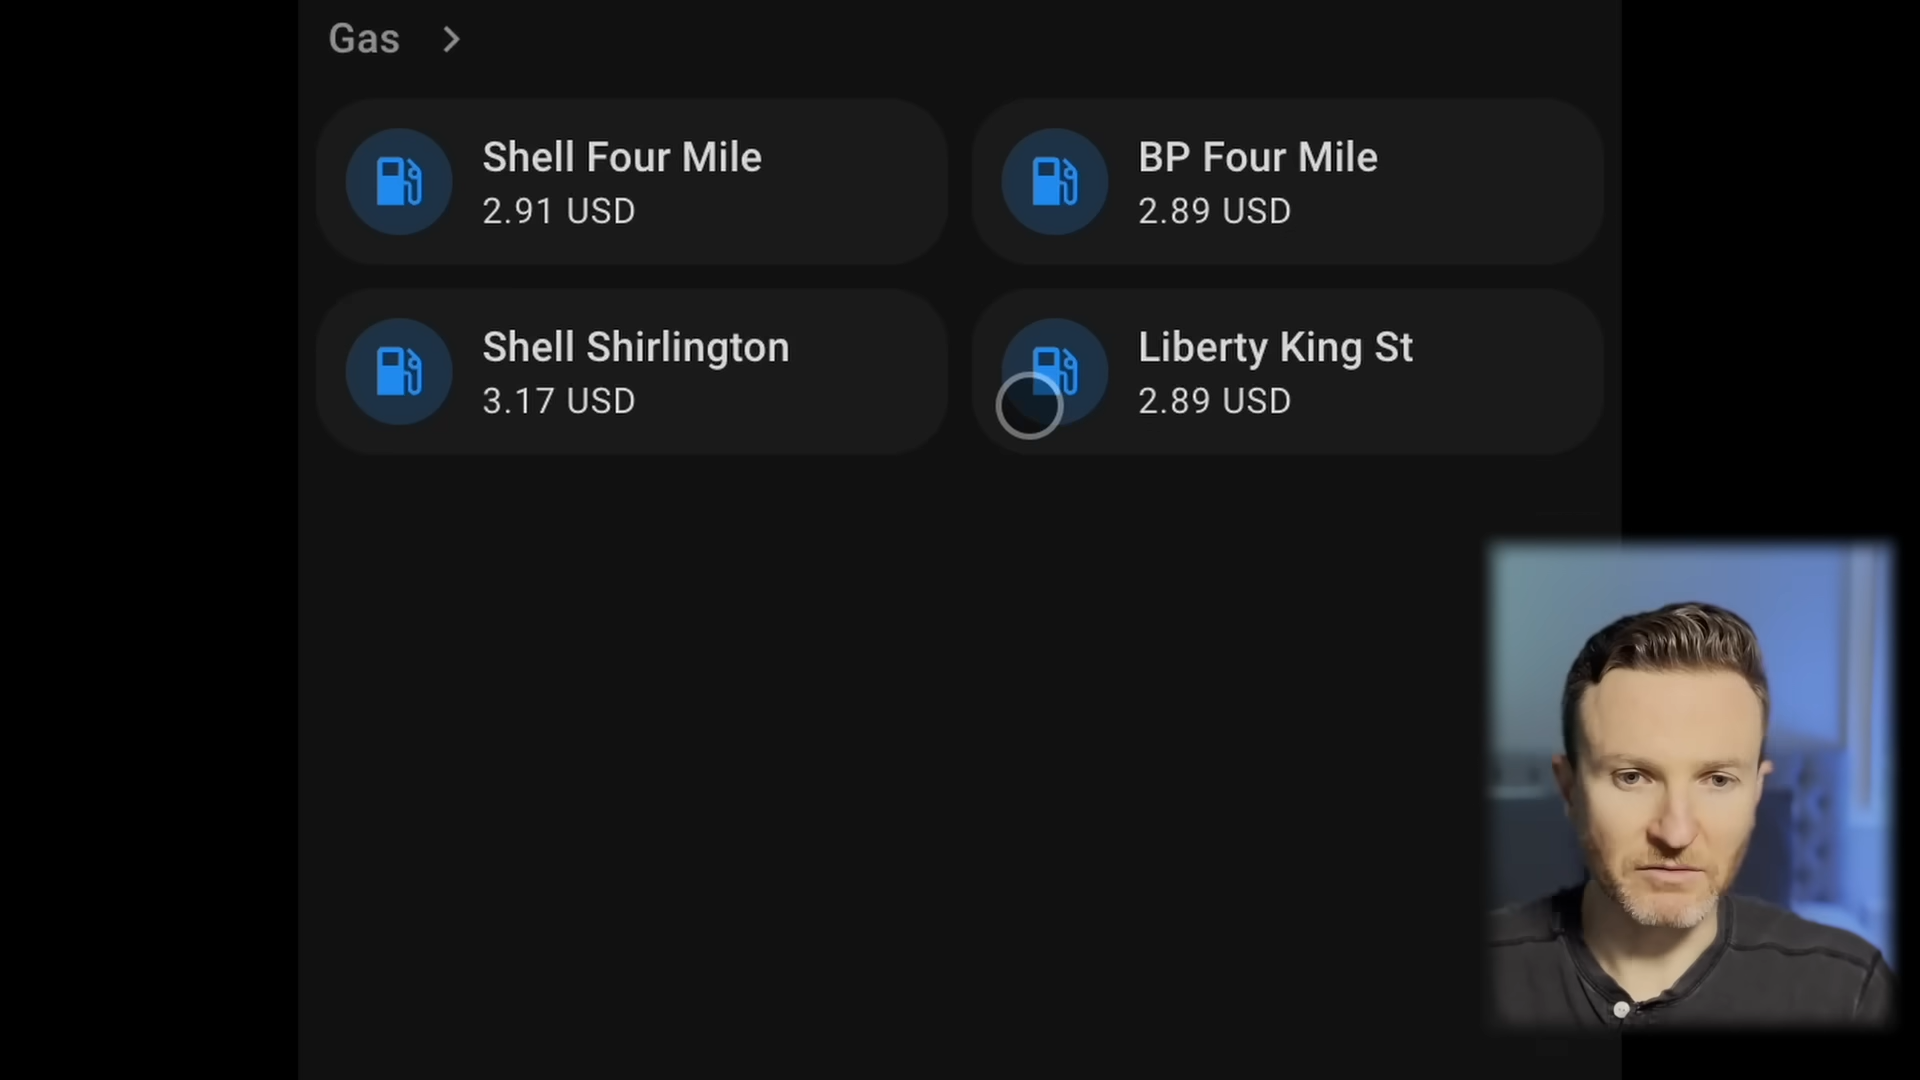 Gas
Shell Four Mile
2.91 USD
BP Four Mile
2.89 USD
Shell Shirlington
3.17 USD
Liberty King St
2.89 USD